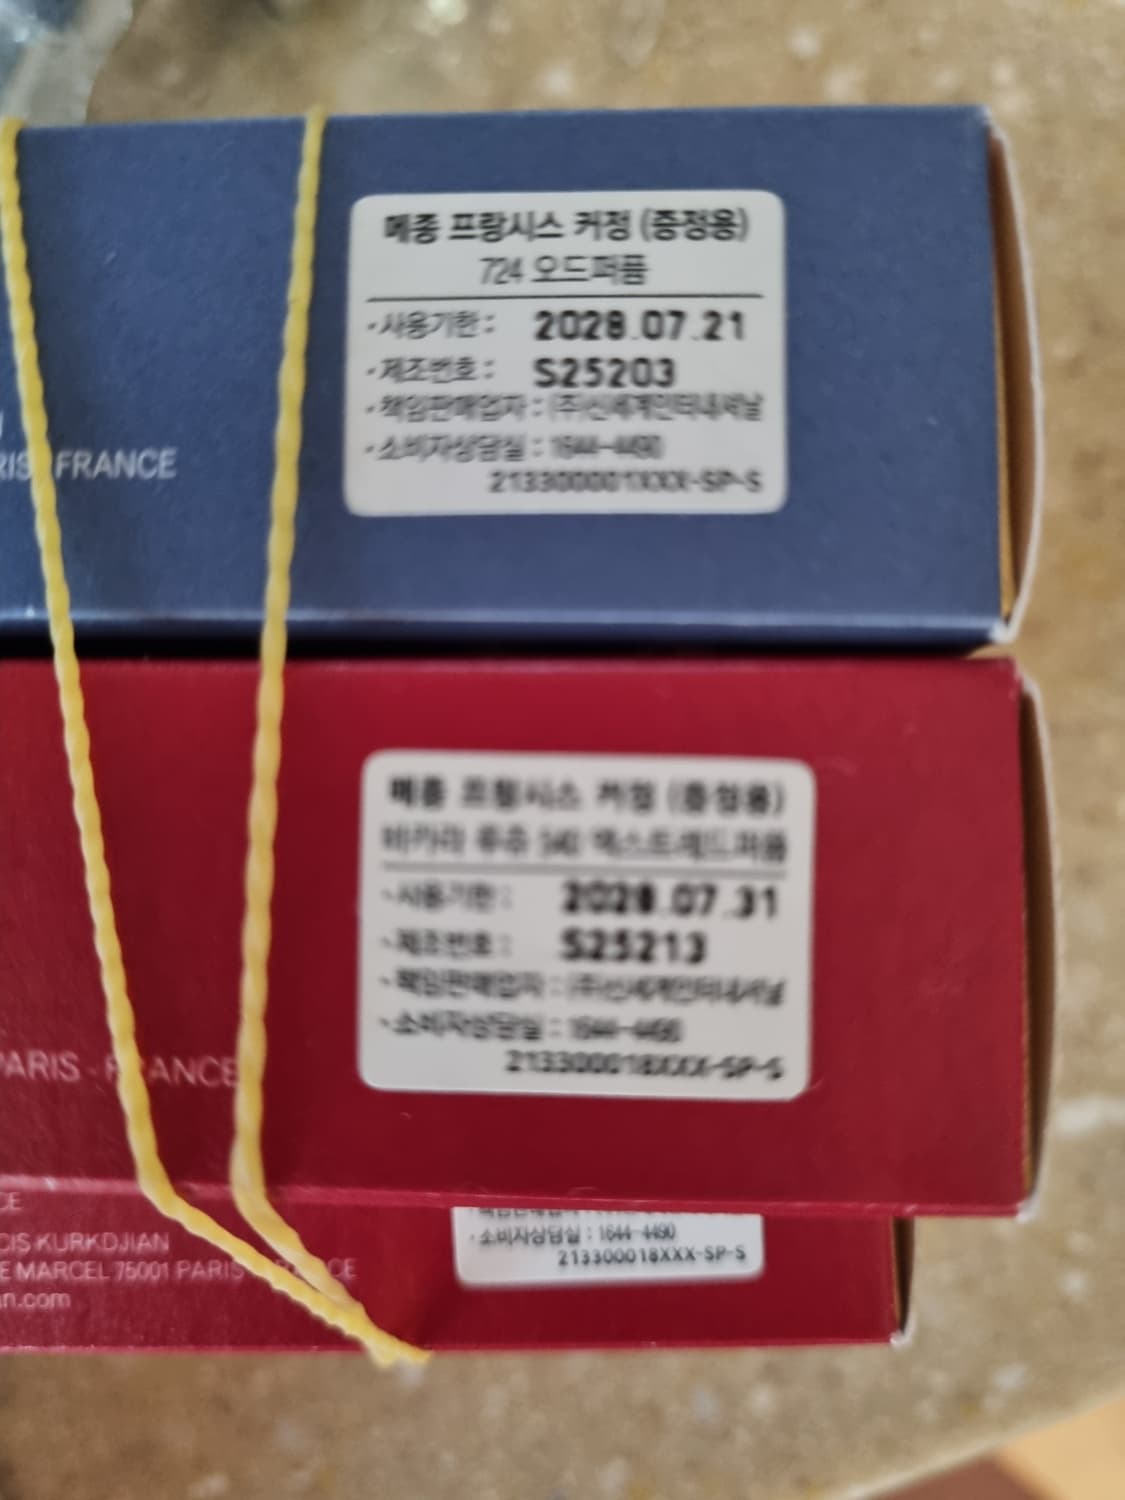 메종 프랑시스 커정 (증정용)
724 오드퍼퓸
·사용기한 : 2028.07.21
·제조번호 : S25203
·책임판매업자 : (주)신세계인터내셔날
·소비자상담실 : 1644-4490
213300001XXX-SP-S
FRANCE
메종 프랑시스 커정 (증정용)
바카라 루쥬 540 엑스트레드퍼퓸
·사용기한 : 2028.07.31
·제조번호 : S25213
·책임판매업자 : (주)신세계인터내셔날
·소비자상담실 : 1644-4490
213300018XXX-SP-S
PARIS - FRANCE
·소비자상담실 : 1644-4490
213300018XXX-SP-S
CIS KURKDJIAN
E MARCEL 75001 PARIS
n.com